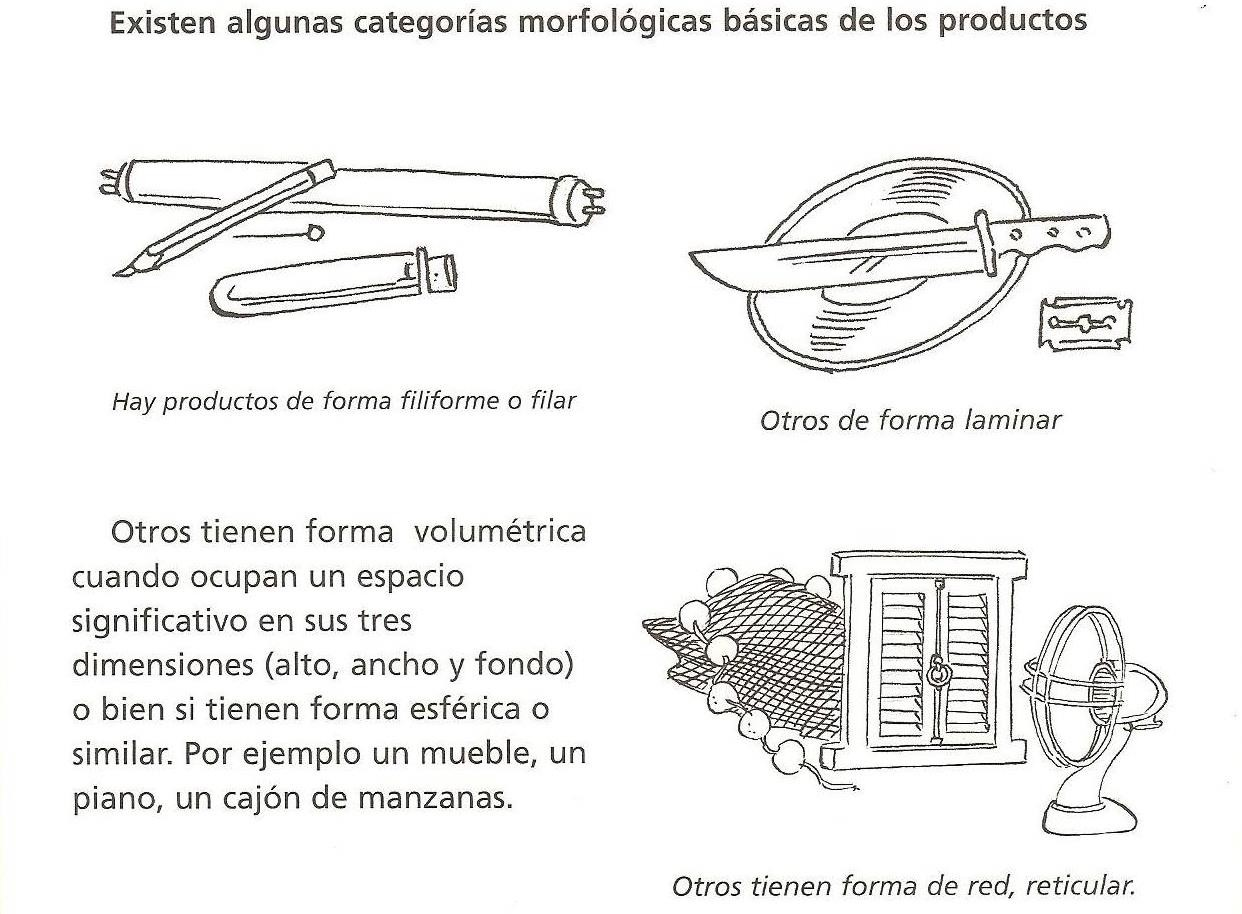 Existen algunas categorías morfológicas básicas de los productos
Hay productos de forma filiforme o filar
Otros de forma laminar
Otros tienen forma volumétrica
cuando ocupan un espacio
significativo en sus tres
dimensiones (alto, ancho y fondo)
o bien si tienen forma esférica o
similar. Por ejemplo un mueble, un
piano, un cajón de manzanas.
Otros tienen forma de red, reticular.